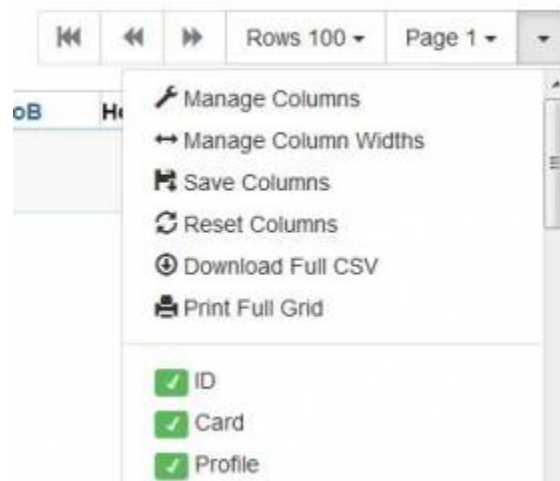 Rows 100
Page 1
oB
Manage Columns
Manage Column Widths
Save Columns
Reset Columns
Download Full CSV
Print Full Grid
ID
Card
Profile